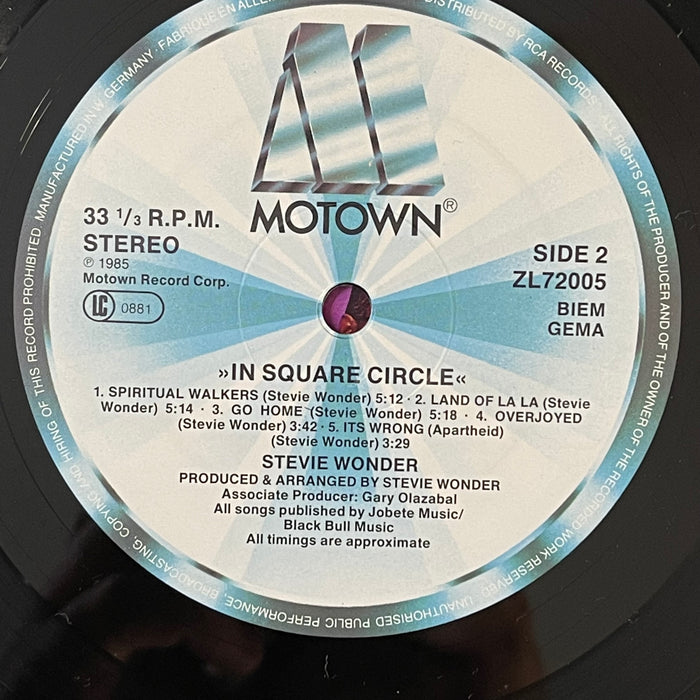 MANUFACTURED IN W. GERMANY · FABRIQUÉ EN ALLE
DISTRIBUTED BY RCA RECORDS · ALL RIGHTS OF THE PRODUCER AND OF THE OWNER OF THE RECORDED WORK RESERVED · UNAUTHORISED PUBLIC PERFORMANCE, BROADCASTING, COPYING AND HIRING OF THIS RECORD PROHIBITED
MOTOWN®
33 1/3 R.P.M.
STEREO
℗ 1985
Motown Record Corp.
LC 0881
SIDE 2
ZL72005
BIEM
GEMA
»IN SQUARE CIRCLE«
1. SPIRITUAL WALKERS (Stevie Wonder) 5:12 · 2. LAND OF LA LA (Stevie
Wonder) 5:14 · 3. GO HOME (Stevie Wonder) 5:18 · 4. OVERJOYED
(Stevie Wonder) 3:42 · 5. ITS WRONG (Apartheid)
(Stevie Wonder) 3:29
STEVIE WONDER
PRODUCED & ARRANGED BY STEVIE WONDER
Associate Producer: Gary Olazabal
All songs published by Jobete Music/
Black Bull Music
All timings are approximate